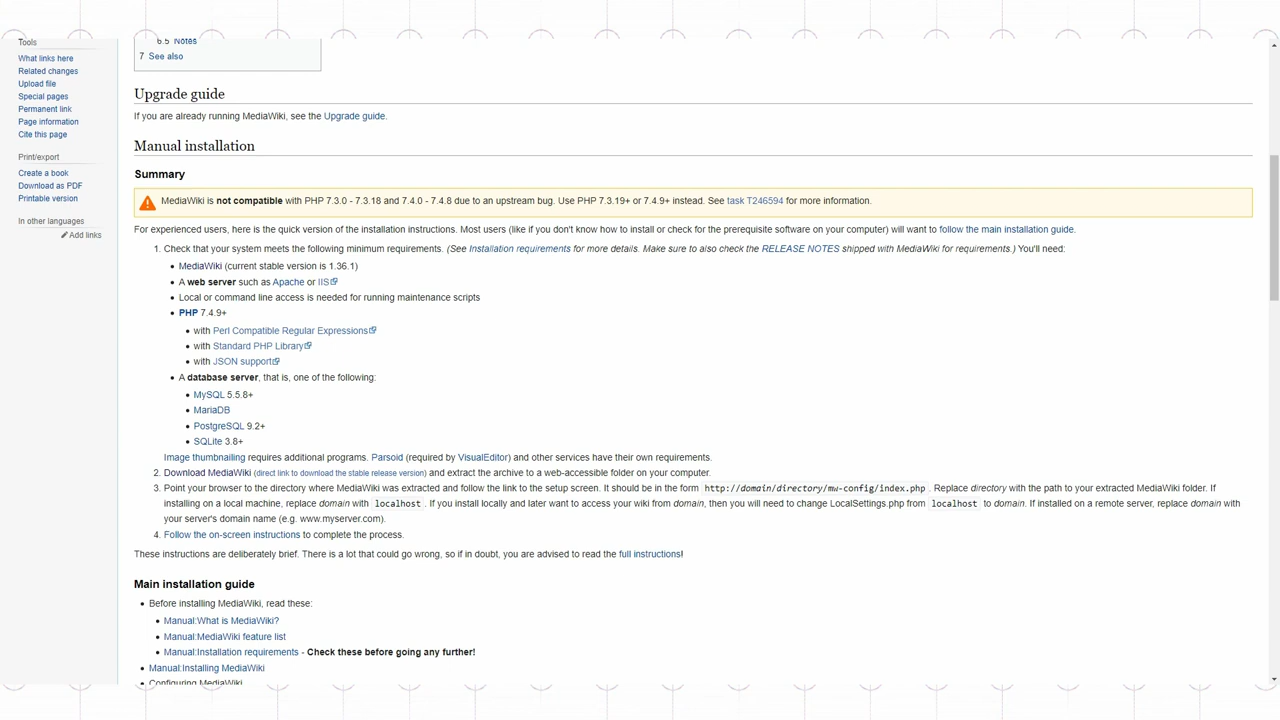 Tools
What links here
Related changes
Upload file
Special pages
Permanent link
Page information
Cite this page
Print/export
Create a book
Download as PDF
Printable version
In other languages
Add links
6.5 Notes
7 See also
Upgrade guide
If you are already running MediaWiki, see the Upgrade guide.
Manual installation
Summary
MediaWiki is not compatible with PHP 7.3.0 - 7.3.18 and 7.4.0 - 7.4.8 due to an upstream bug. Use PHP 7.3.19+ or 7.4.9+ instead. See task T246594 for more information.
For experienced users, here is the quick version of the installation instructions. Most users (like if you don't know how to install or check for the prerequisite software on your computer) will want to follow the main installation guide.
1. Check that your system meets the following minimum requirements. (See Installation requirements for more details. Make sure to also check the RELEASE NOTES shipped with MediaWiki for requirements.) You'll need:
• MediaWiki (current stable version is 1.36.1)
• A web server such as Apache or IIS
• Local or command line access is needed for running maintenance scripts
• PHP 7.4.9+
• with Perl Compatible Regular Expressions
• with Standard PHP Library
• with JSON support
• A database server, that is, one of the following:
• MySQL 5.5.8+
• MariaDB
• PostgreSQL 9.2+
• SQLite 3.8+
Image thumbnailing requires additional programs. Parsoid (required by VisualEditor) and other services have their own requirements.
2. Download MediaWiki (direct link to download the stable release version) and extract the archive to a web-accessible folder on your computer.
3. Point your browser to the directory where MediaWiki was extracted and follow the link to the setup screen. It should be in the form http://domain/directory/mw-config/index.php . Replace directory with the path to your extracted MediaWiki folder. If
installing on a local machine, replace domain with localhost . If you install locally and later want to access your wiki from domain, then you will need to change LocalSettings.php from localhost to domain. If installed on a remote server, replace domain with
your server's domain name (e.g. www.myserver.com).
4. Follow the on-screen instructions to complete the process.
These instructions are deliberately brief. There is a lot that could go wrong, so if in doubt, you are advised to read the full instructions!
Main installation guide
• Before installing MediaWiki, read these:
• Manual:What is MediaWiki?
• Manual:MediaWiki feature list
• Manual:Installation requirements - Check these before going any further!
• Manual:Installing MediaWiki
• Configuring MediaWiki